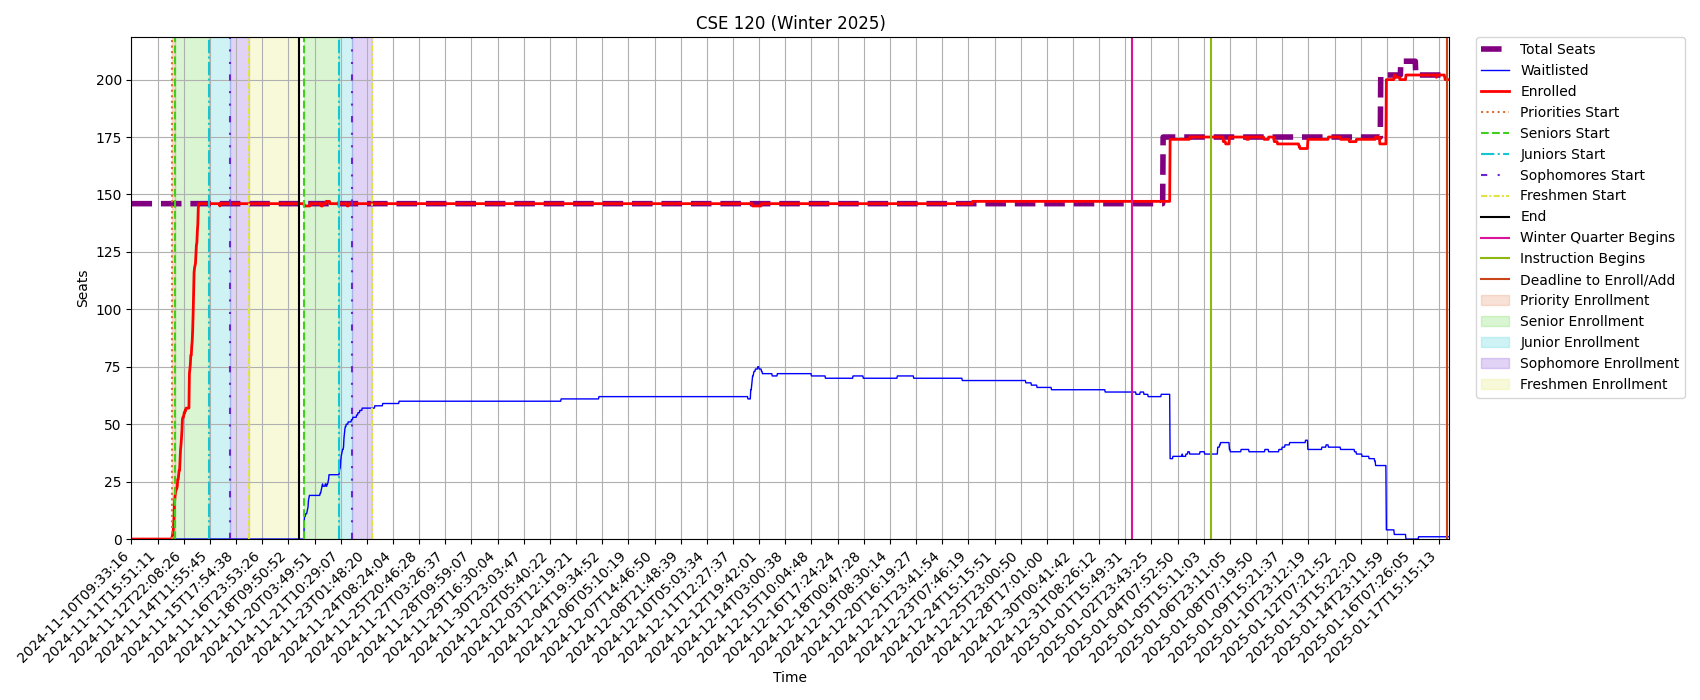 CSE 120 (Winter 2025)
Seats
200
175
150
125
100
75
50
25
0
2024-11-10T09:33:16
2024-11-11T15:51:11
2024-11-12T22:08:26
2024-11-14T11:55:45
2024-11-15T17:54:38
2024-11-16T23:53:26
2024-11-18T09:50:52
2024-11-20T03:49:51
2024-11-21T10:29:07
2024-11-23T01:48:20
2024-11-24T08:24:04
2024-11-25T20:46:28
2024-11-27T03:26:37
2024-11-28T09:59:07
2024-11-29T16:30:04
2024-11-30T23:03:47
2024-12-02T05:40:22
2024-12-03T12:19:21
2024-12-04T19:34:52
2024-12-06T05:10:19
2024-12-07T14:46:50
2024-12-08T21:48:39
2024-12-10T05:03:34
2024-12-11T12:27:37
2024-12-12T19:42:01
2024-12-14T03:00:38
2024-12-15T10:04:48
2024-12-16T17:24:24
2024-12-18T00:47:28
2024-12-19T08:30:14
2024-12-20T16:19:27
2024-12-21T23:41:54
2024-12-23T07:46:19
2024-12-24T15:15:51
2024-12-25T23:00:50
2024-12-28T17:01:00
2024-12-30T00:41:42
2024-12-31T08:26:12
2025-01-01T15:49:31
2025-01-02T23:43:25
2025-01-04T07:52:50
2025-01-05T15:11:03
2025-01-06T23:11:05
2025-01-08T07:19:50
2025-01-09T15:21:37
2025-01-10T23:12:19
2025-01-12T07:21:52
2025-01-13T15:22:20
2025-01-14T23:11:59
2025-01-16T07:26:05
2025-01-17T15:15:13
Time
Total Seats
Waitlisted
Enrolled
Priorities Start
Seniors Start
Juniors Start
Sophomores Start
Freshmen Start
End
Winter Quarter Begins
Instruction Begins
Deadline to Enroll/Add
Priority Enrollment
Senior Enrollment
Junior Enrollment
Sophomore Enrollment
Freshmen Enrollment